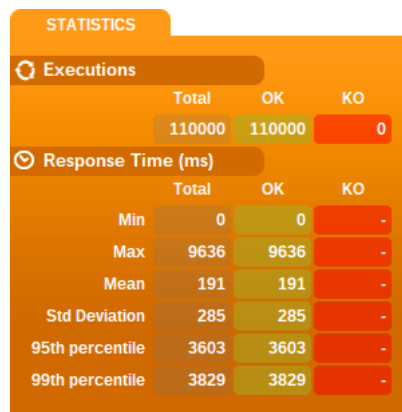 STATISTICS
Executions
Total OK KO
110000 110000 0
Response Time (ms)
Total OK KO
Min 0 0 -
Max 9636 9636 -
Mean 191 191 -
Std Deviation 285 285 -
95th percentile 3603 3603 -
99th percentile 3829 3829 -